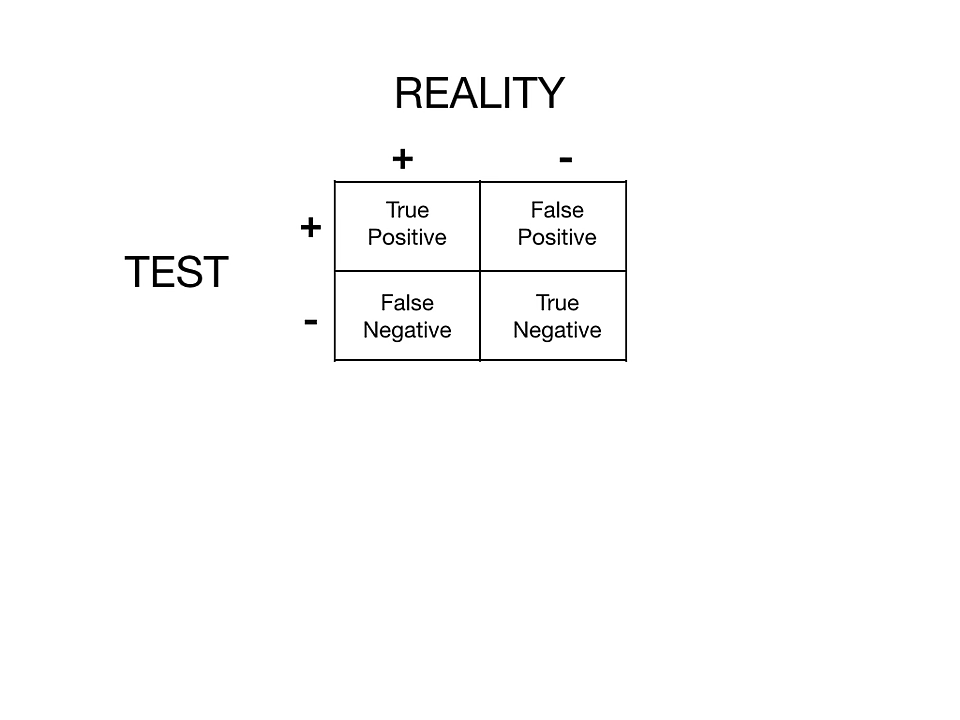 REALITY
+ -
+
True Positive
False Positive
TEST
-
False Negative
True Negative